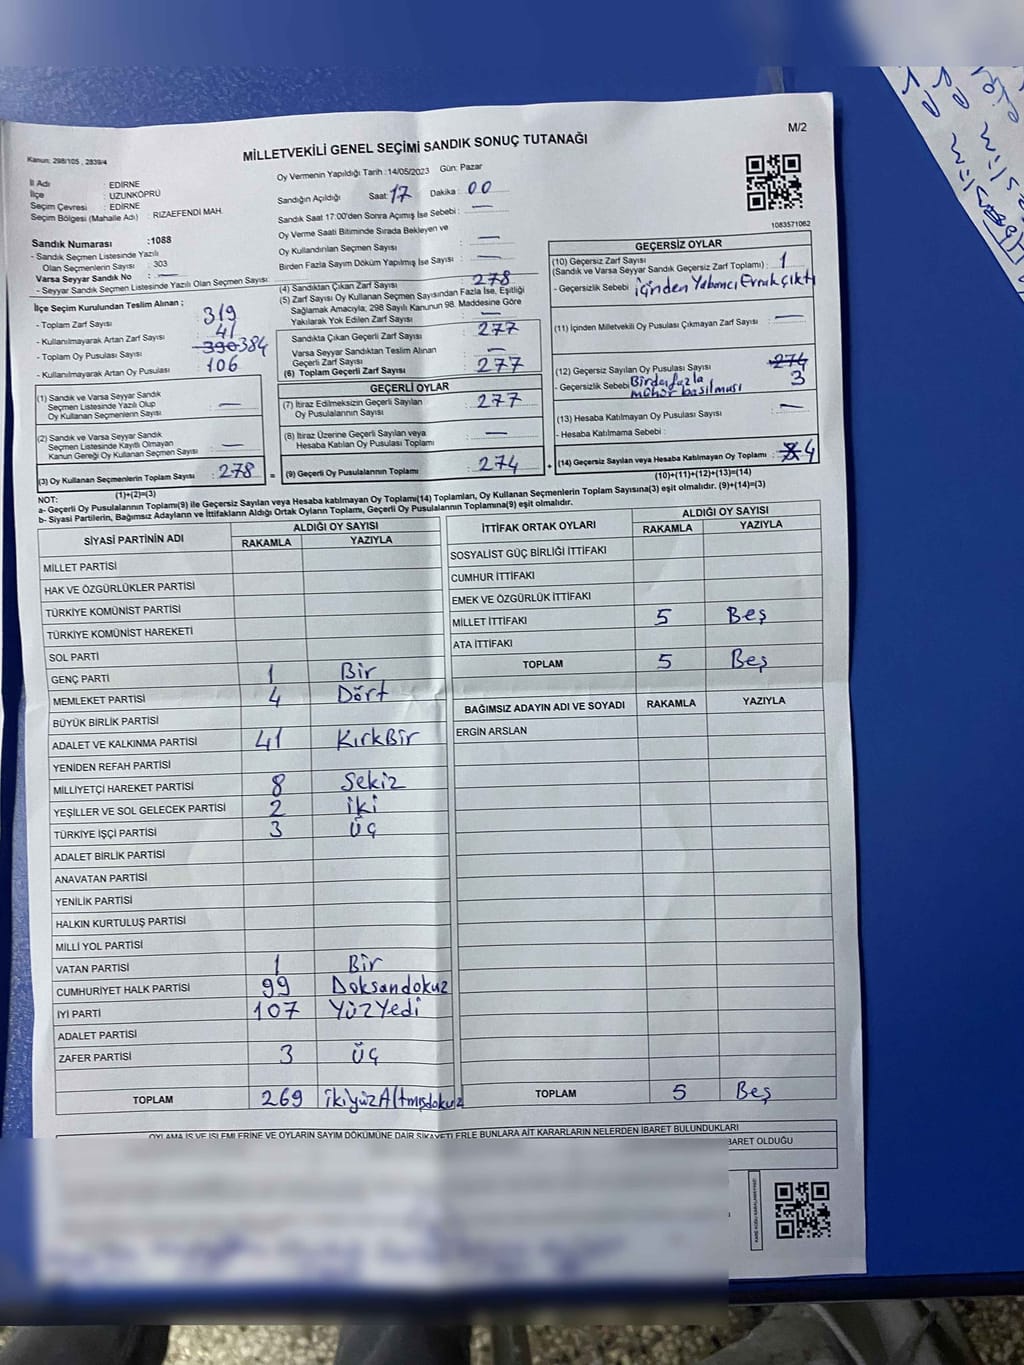 M/2
Kanun: 298/105 , 2839/4
MİLLETVEKİLİ GENEL SEÇİMİ SANDIK SONUÇ TUTANAĞI
İl Adı : EDİRNE
İlçe : UZUNKÖPRÜ
Seçim Çevresi : EDİRNE
Seçim Bölgesi (Mahalle Adı) : RIZAEFENDİ MAH.
Sandık Numarası :1088
- Sandık Seçmen Listesinde Yazılı
Olan Seçmenlerin Sayısı : 303
Varsa Seyyar Sandık No : —
- Seyyar Sandık Seçmen Listesinde Yazılı Olan Seçmen Sayısı :
İlçe Seçim Kurulundan Teslim Alınan ;
- Toplam Zarf Sayısı : 319
- Kullanılmayarak Artan Zarf Sayısı : 41
- Toplam Oy Pusulası Sayısı : 390 384
- Kullanılmayarak Artan Oy Pusulası : 106
(1) Sandık ve Varsa Seyyar Sandık
Seçmen Listesinde Yazılı Olup
Oy Kullanan Seçmenlerin Sayısı : —
(2) Sandık ve Varsa Seyyar Sandık
Seçmen Listesinde Kayıtlı Olmayan
Kanun Gereği Oy Kullanan Seçmen Sayısı : —
(3) Oy Kullanan Seçmenlerin Toplam Sayısı : 278
(1)+(2)=(3)
Oy Vermenin Yapıldığı Tarih :14/05/2023 Gün: Pazar
Sandığın Açıldığı Saat: 17 Dakika : 00
Sandık Saat 17:00'den Sonra Açımış İse Sebebi : —
Oy Verme Saati Bitiminde Sırada Bekleyen ve
Oy Kullandırılan Seçmen Sayısı : —
Birden Fazla Sayım Döküm Yapılmış İse Sayısı : —
(4) Sandıktan Çıkan Zarf Sayısı : 278
(5) Zarf Sayısı Oy Kullanan Seçmen Sayısından Fazla İse, Eşitliği
Sağlamak Amacıyla, 298 Sayılı Kanunun 98. Maddesine Göre
Yakılarak Yok Edilen Zarf Sayısı : —
Sandıkta Çıkan Geçerli Zarf Sayısı : 277
Varsa Seyyar Sandıktan Teslim Alınan
Geçerli Zarf Sayısı : —
(6) Toplam Geçerli Zarf Sayısı : 277
GEÇERLİ OYLAR
(7) İtiraz Edilmeksizin Geçerli Sayılan
Oy Pusulalarının Sayısı : 277
(8) İtiraz Üzerine Geçerli Sayılan veya
Hesaba Katılan Oy Pusulaları Toplamı : —
= (9) Geçerli Oy Pusulalarının Toplamı : 274 +
1083571062
GEÇERSİZ OYLAR
(10) Geçersiz Zarf Sayısı
(Sandık ve Varsa Seyyar Sandık Geçersiz Zarf Toplamı) : 1
- Geçersizlik Sebebi : içinden Yabancı Evrak çıktı
(11) İçinden Milletvekili Oy Pusulası Çıkmayan Zarf Sayısı : —
(12) Geçersiz Sayılan Oy Pusulası Sayısı : 274 3
- Geçersizlik Sebebi : Birden fazla
mühür basılması
(13) Hesaba Katılmayan Oy Pusulası Sayısı : —
- Hesaba Katılmama Sebebi :
(14) Geçersiz Sayılan veya Hesaba Katılmayan Oy Toplamı : 4
(10)+(11)+(12)+(13)=(14)
NOT:
a- Geçerli Oy Pusulalarının Toplamı(9) ile Geçersiz Sayılan veya Hesaba katılmayan Oy Toplamı(14) Toplamları, Oy Kullanan Seçmenlerin Toplam Sayısına(3) eşit olmalıdır. (9)+(14)=(3)
b- Siyasi Partilerin, Bağımsız Adayların ve İttifakların Aldığı Ortak Oyların Toplamı, Geçerli Oy Pusulalarının Toplamına(9) eşit olmalıdır.
SİYASİ PARTİNİN ADI ALDIĞI OY SAYISI
RAKAMLA YAZIYLA
MİLLET PARTİSİ
HAK VE ÖZGÜRLÜKLER PARTİSİ
TÜRKİYE KOMÜNİST PARTİSİ
TÜRKİYE KOMÜNİST HAREKETİ
SOL PARTİ
GENÇ PARTİ 1 Bir
MEMLEKET PARTİSİ 4 Dört
BÜYÜK BİRLİK PARTİSİ
ADALET VE KALKINMA PARTİSİ 41 KırkBir
YENİDEN REFAH PARTİSİ
MİLLİYETÇİ HAREKET PARTİSİ 8 Sekiz
YEŞİLLER VE SOL GELECEK PARTİSİ 2 iki
TÜRKİYE İŞÇİ PARTİSİ 3 üç
ADALET BİRLİK PARTİSİ
ANAVATAN PARTİSİ
YENİLİK PARTİSİ
HALKIN KURTULUŞ PARTİSİ
MİLLİ YOL PARTİSİ
VATAN PARTİSİ 1 Bir
CUMHURİYET HALK PARTİSİ 99 Doksandokuz
İYİ PARTİ 107 YüzYedi
ADALET PARTİSİ
ZAFER PARTİSİ 3 Üç
TOPLAM 269 ikiyüzAltmışdokuz
İTTİFAK ORTAK OYLARI ALDIĞI OY SAYISI
RAKAMLA YAZIYLA
SOSYALİST GÜÇ BİRLİĞİ İTTİFAKI
CUMHUR İTTİFAKI
EMEK VE ÖZGÜRLÜK İTTİFAKI
MİLLET İTTİFAKI 5 Beş
ATA İTTİFAKI
TOPLAM 5 Beş
BAĞIMSIZ ADAYIN ADI VE SOYADI RAKAMLA YAZIYLA
ERGİN ARSLAN
TOPLAM 5 Beş
OYLAMA İŞ VE İŞLEMLERİNE VE OYLARIN SAYIM DÖKÜMÜNE DAİR ŞİKAYETLERLE BUNLARA AİT KARARLARIN NELERDEN İBARET BULUNDUKLARI
BARET OLDUĞU